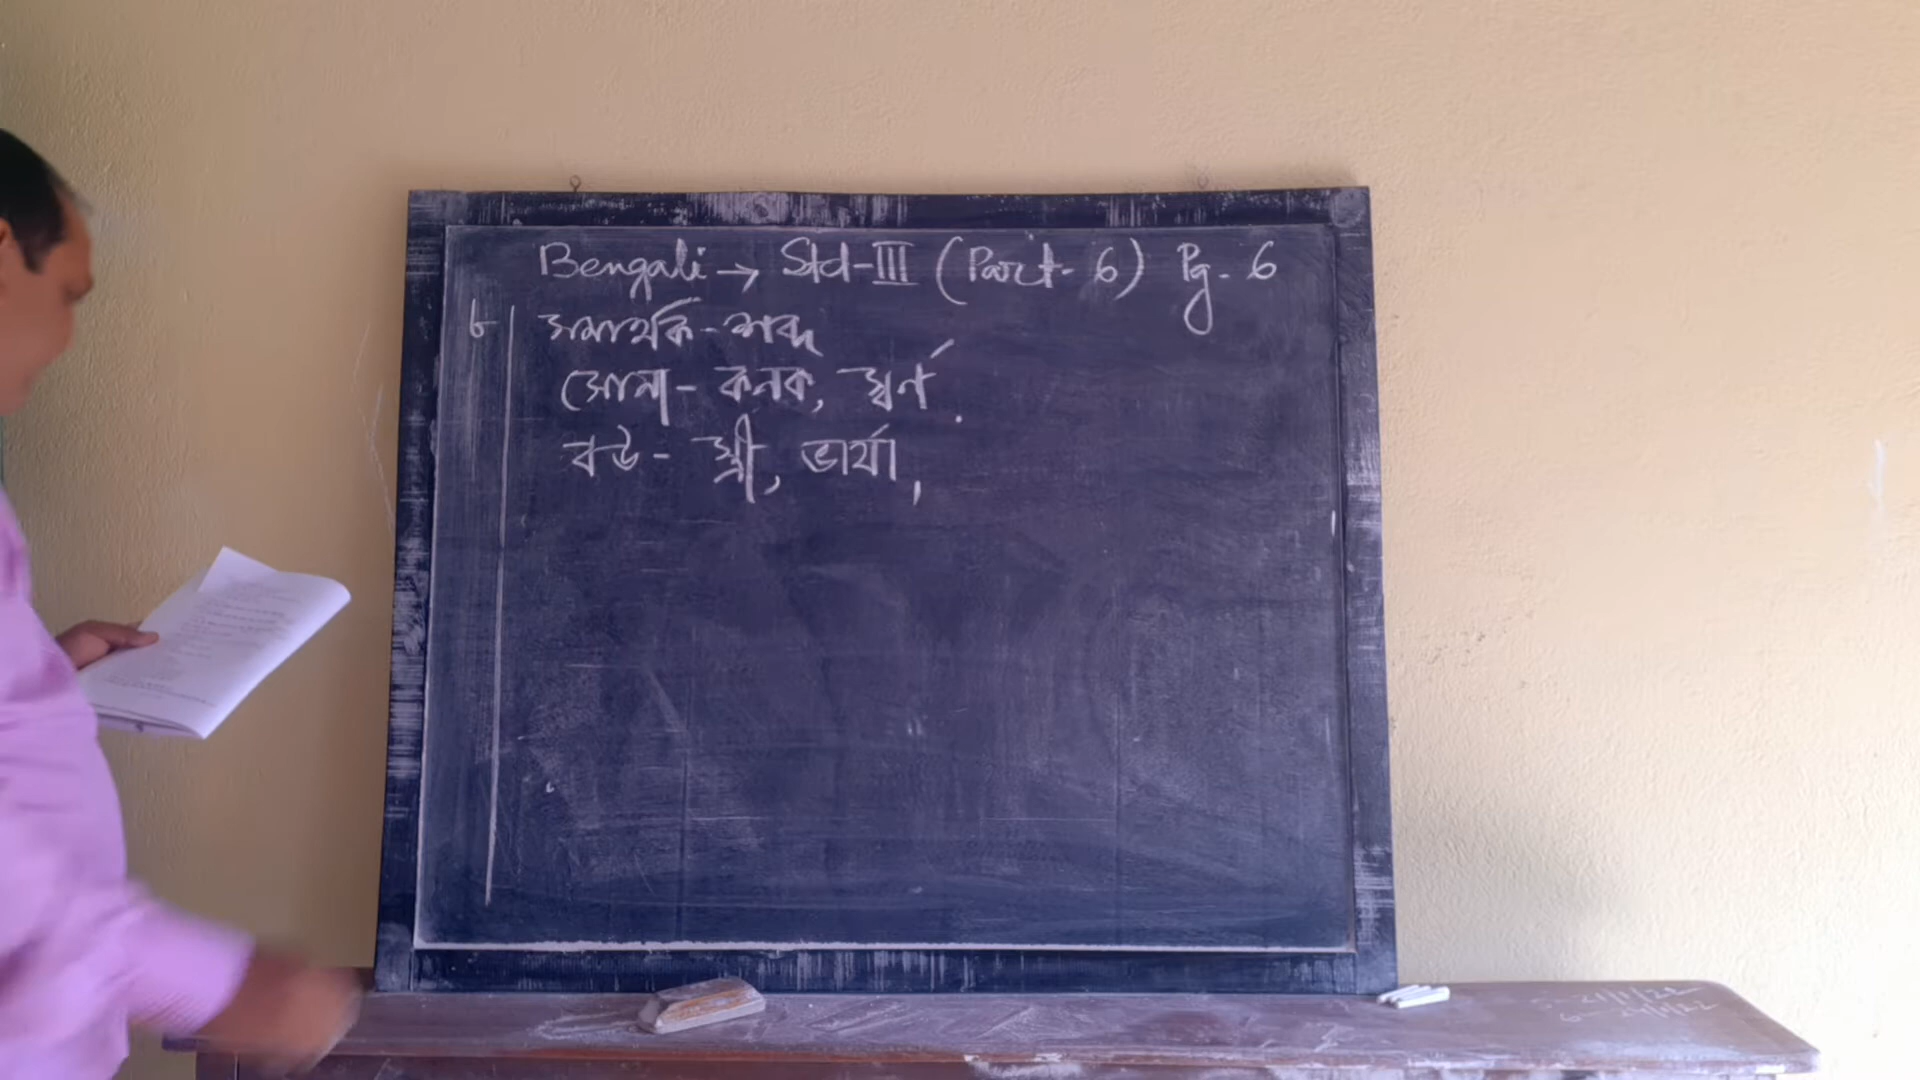 Bengali → Std-III (Part-6) Pg-6
৮| সমার্থক-শব্দ
সোনা- কনক, স্বর্ণ.
বউ- স্ত্রী, ভার্যা,